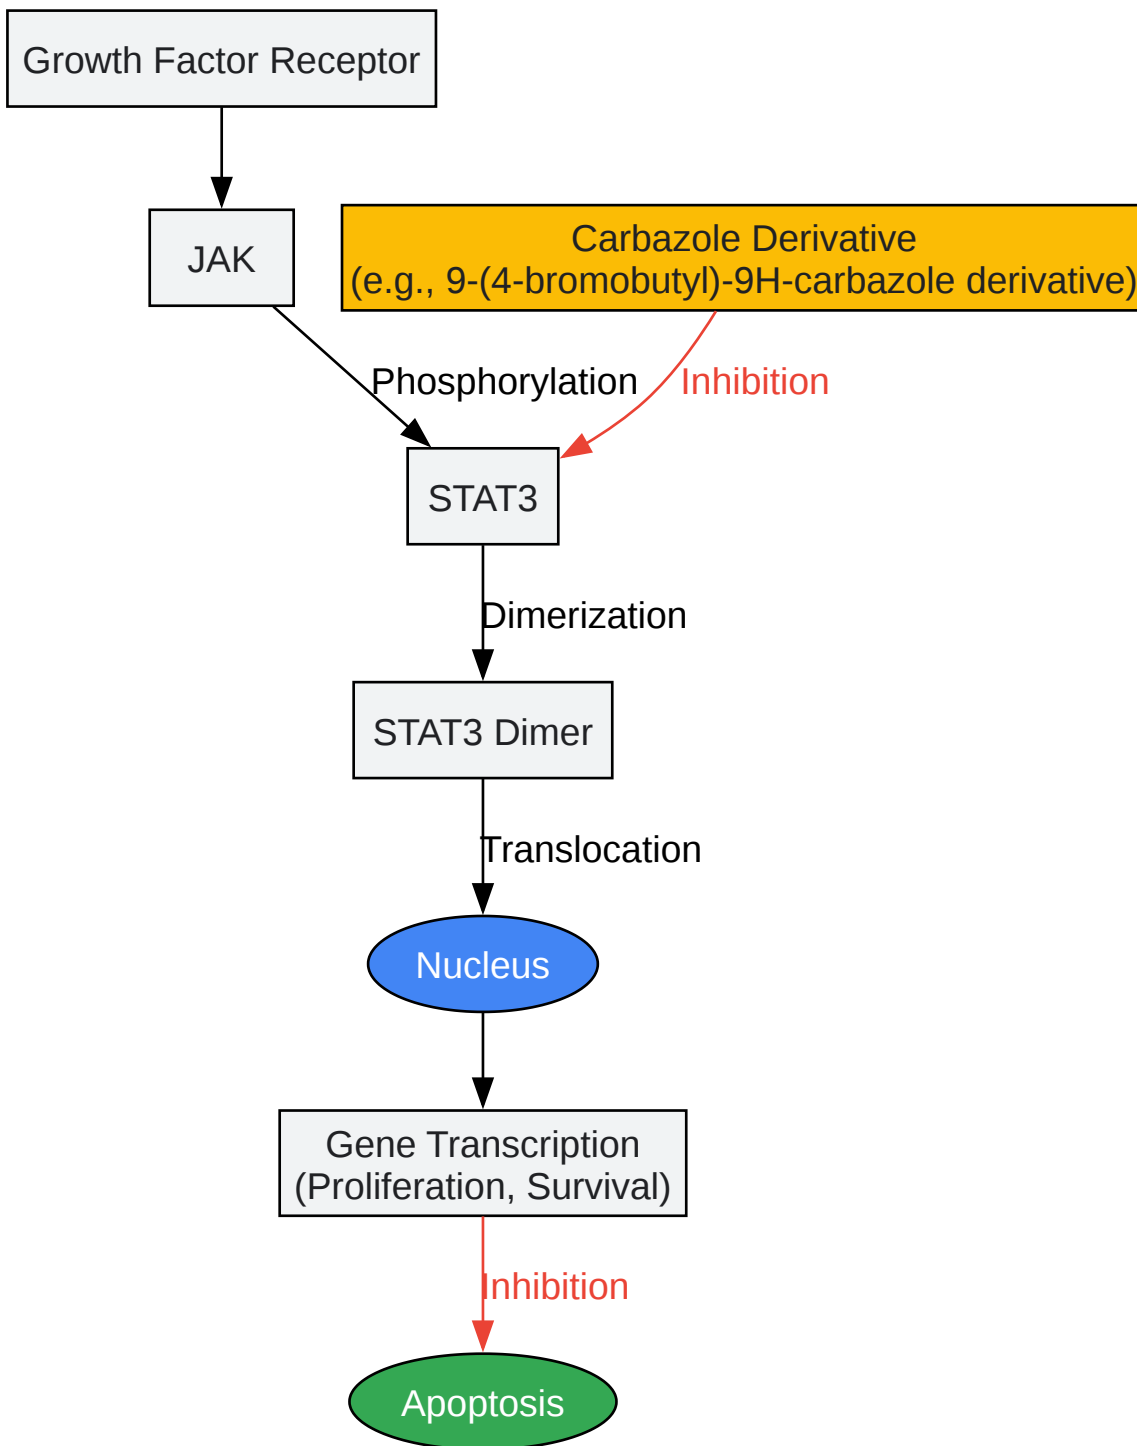 Growth Factor Receptor
JAK
Carbazole Derivative
(e.g., 9-(4-bromobutyl)-9H-carbazole derivative)
Phosphorylation
Inhibition
STAT3
Dimerization
STAT3 Dimer
Translocation
Nucleus
Gene Transcription
(Proliferation, Survival)
Inhibition
Apoptosis